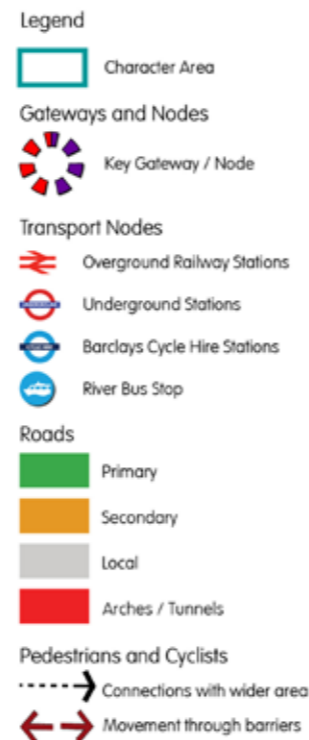 Legend
Character Area
Gateways and Nodes
Key Gateway / Node
Transport Nodes
Overground Railway Stations
Underground Stations
Barclays Cycle Hire Stations
River Bus Stop
Roads
Primary
Secondary
Local
Arches / Tunnels
Pedestrians and Cyclists
Connections with wider area
Movement through barriers